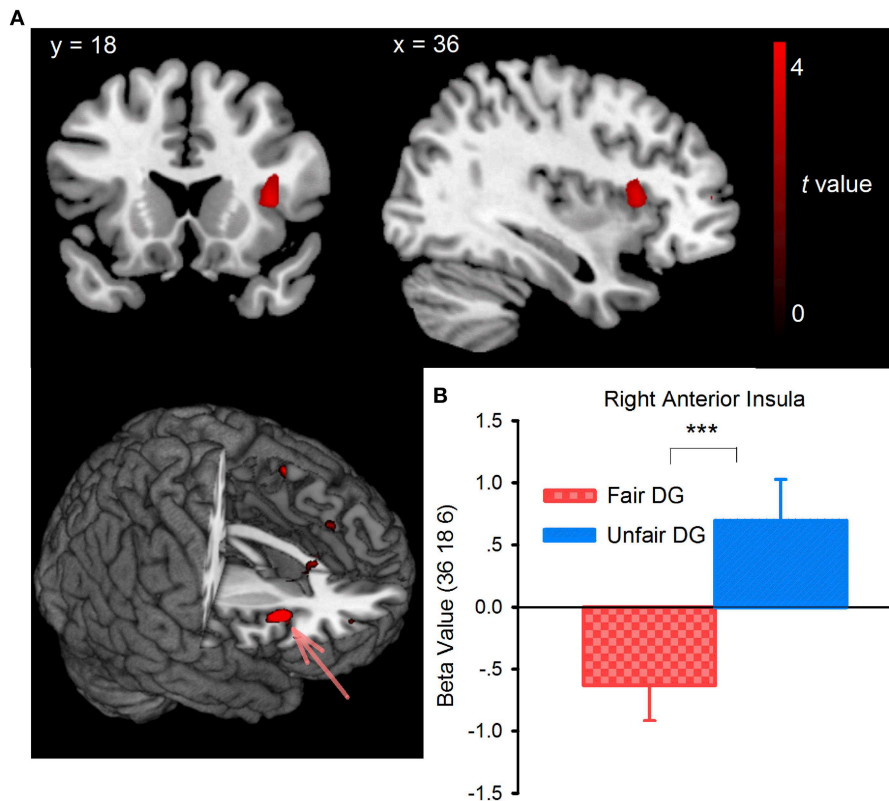 A
y = 18
x = 36
4
t value
0
B
Right Anterior Insula
***
Fair DG
Unfair DG
Beta Value (36 18 6)
1.5
1.0
.5
0.0
-.5
-1.0
-1.5